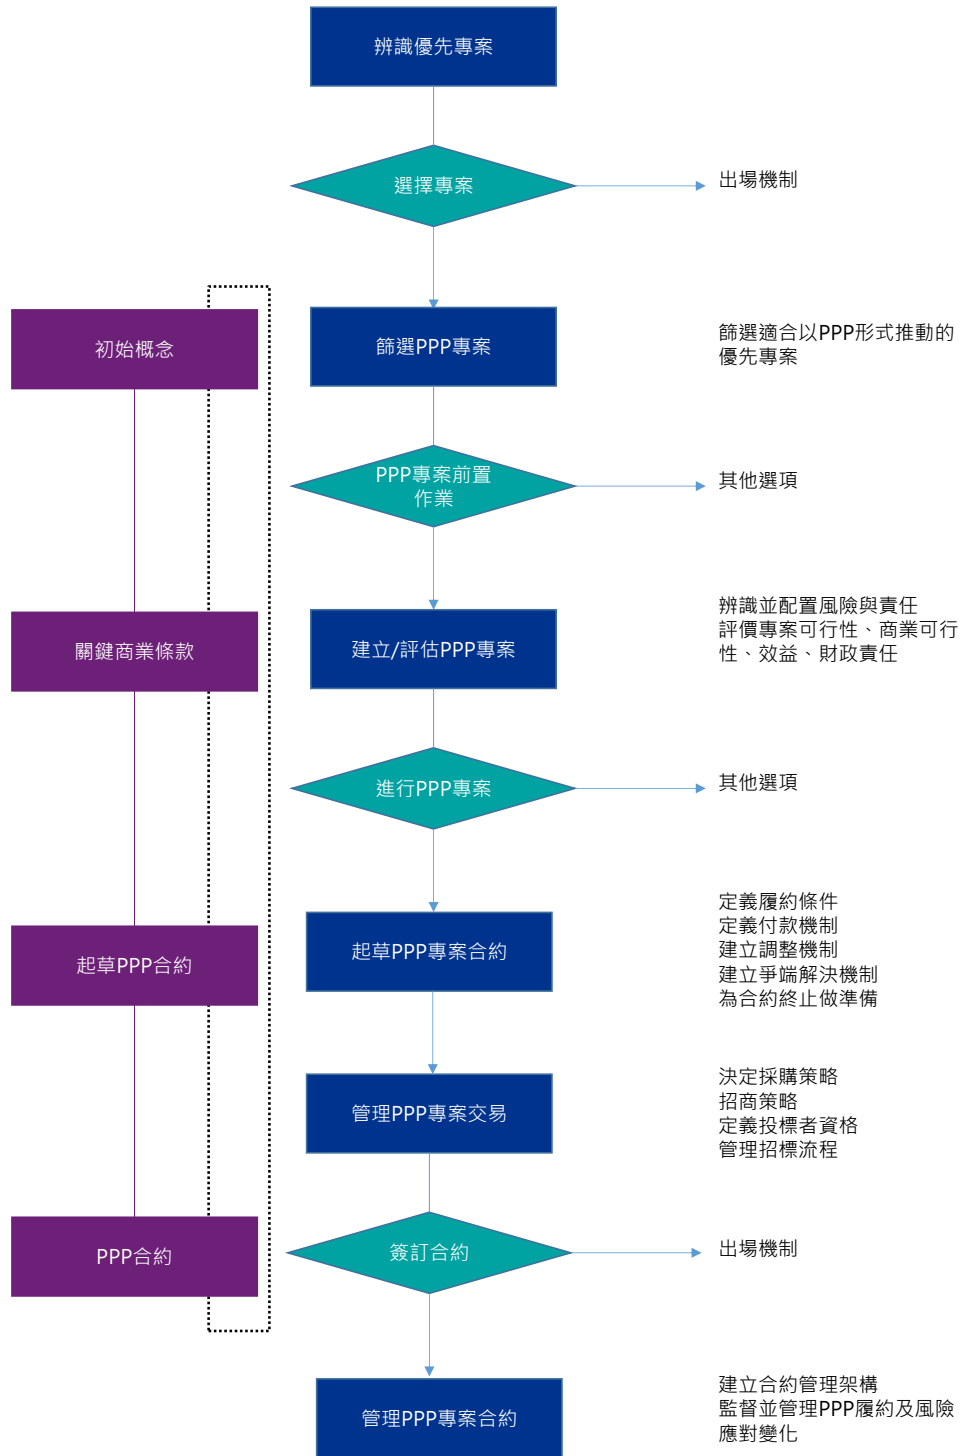 辨識優先專案
選擇專案
出場機制
初始概念
篩選PPP專案
篩選適合以PPP形式推動的
優先專案
PPP專案前置
作業
其他選項
關鍵商業條款
建立/評估PPP專案
辨識並配置風險與責任
評價專案可行性、商業可行
性、效益、財政責任
進行PPP專案
其他選項
起草PPP合約
起草PPP專案合約
定義履約條件
定義付款機制
建立調整機制
建立爭端解決機制
為合約終止做準備
管理PPP專案交易
決定採購策略
招商策略
定義投標者資格
管理招標流程
PPP合約
簽訂合約
出場機制
管理PPP專案合約
建立合約管理架構
監督並管理PPP履約及風險
應對變化